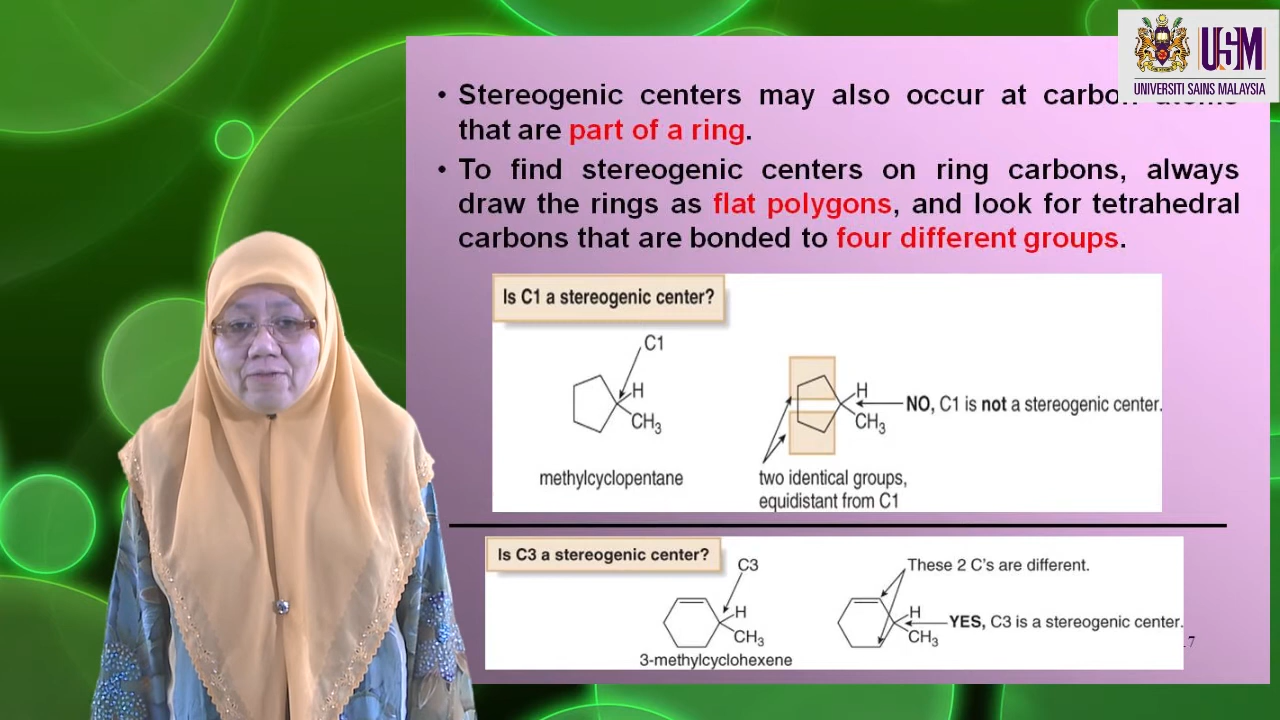 USM
UNIVERSITI SAINS MALAYSIA
• Stereogenic centers may also occur at carbon atoms
that are part of a ring.
• To find stereogenic centers on ring carbons, always
draw the rings as flat polygons, and look for tetrahedral
carbons that are bonded to four different groups.
Is C1 a stereogenic center?
C1
H
CH3
methylcyclopentane
H
CH3
NO, C1 is not a stereogenic center.
two identical groups,
equidistant from C1
Is C3 a stereogenic center?
C3
H
CH3
3-methylcyclohexene
These 2 C's are different.
H
CH3
YES, C3 is a stereogenic center.
17